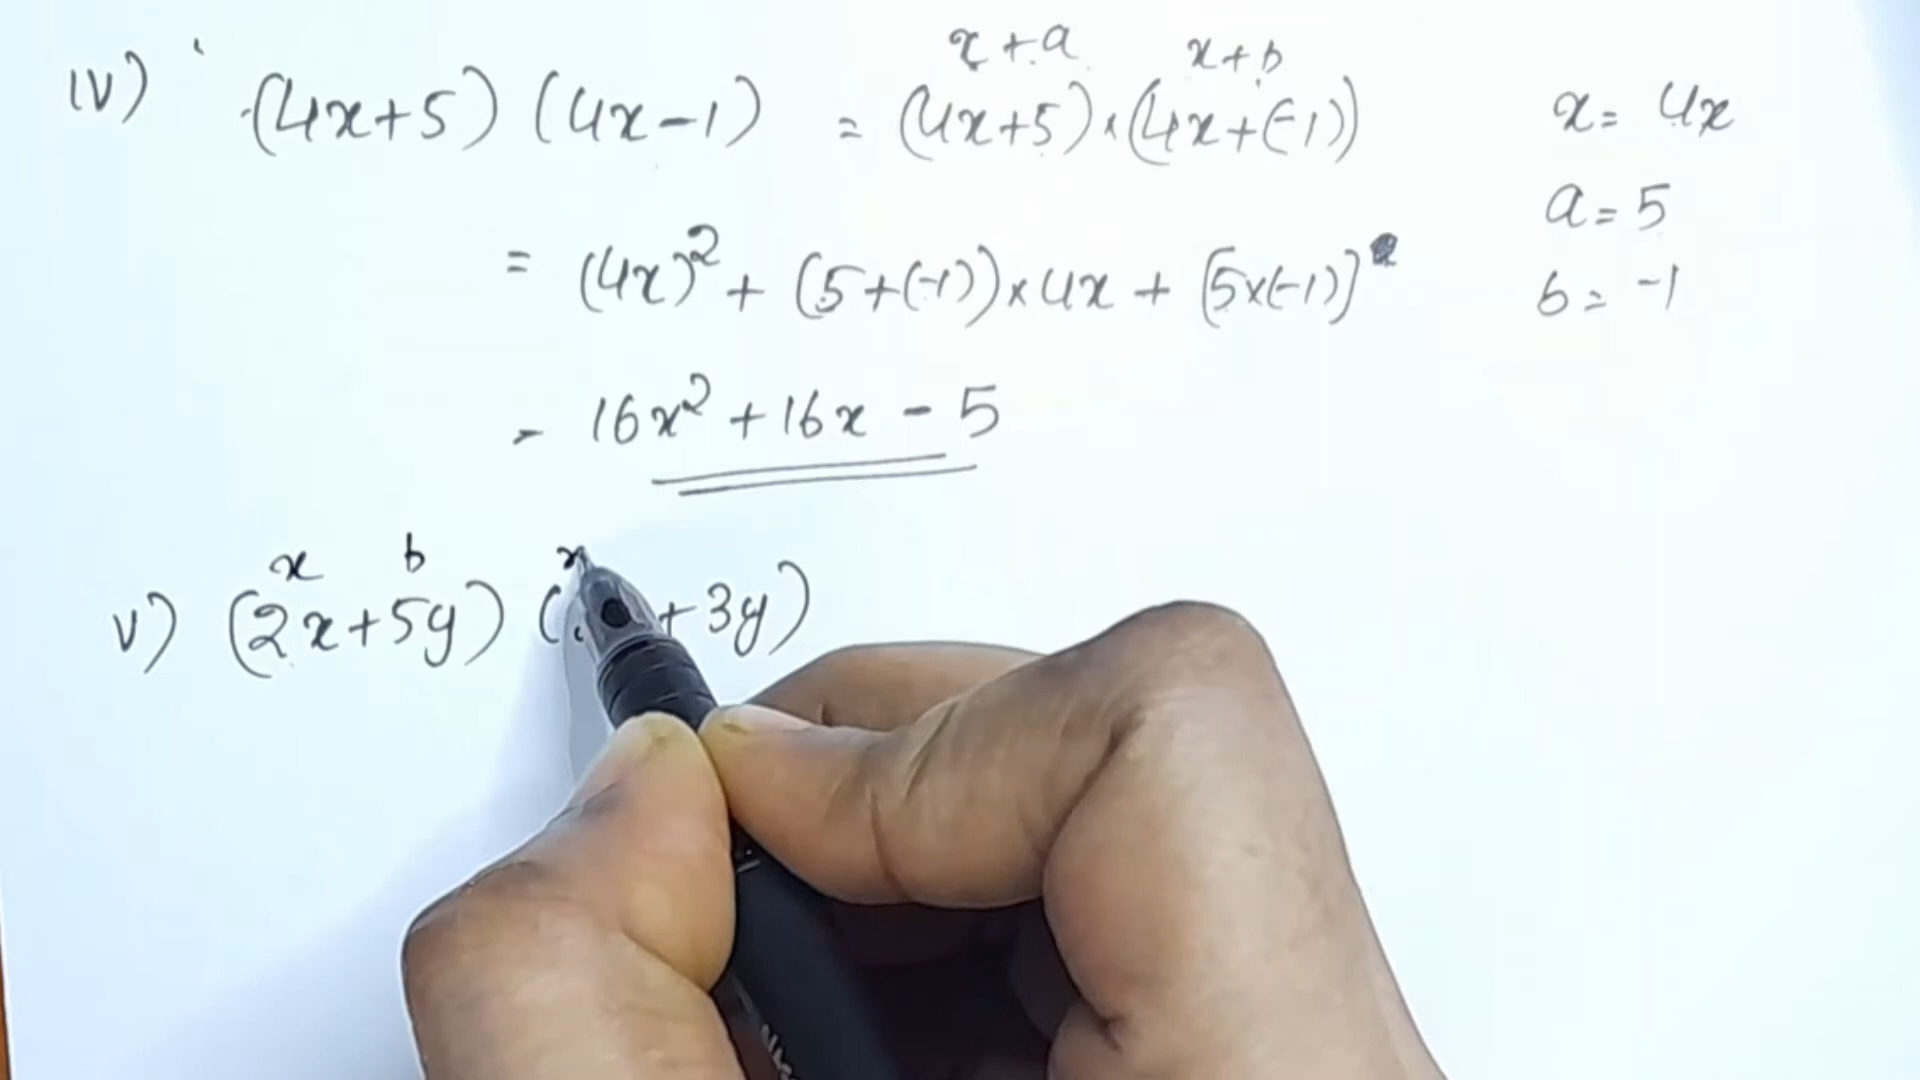 x+a x+b
IV) (4x+5) (4x-1) = (4x+5)×(4x+(-1)) x= 4x
a=5
= (4x)² + (5+(-1))×4x + [5×(-1)] b= -1
= 16x² + 16x - 5
x b x
V) (2x+5y) ( +3y)